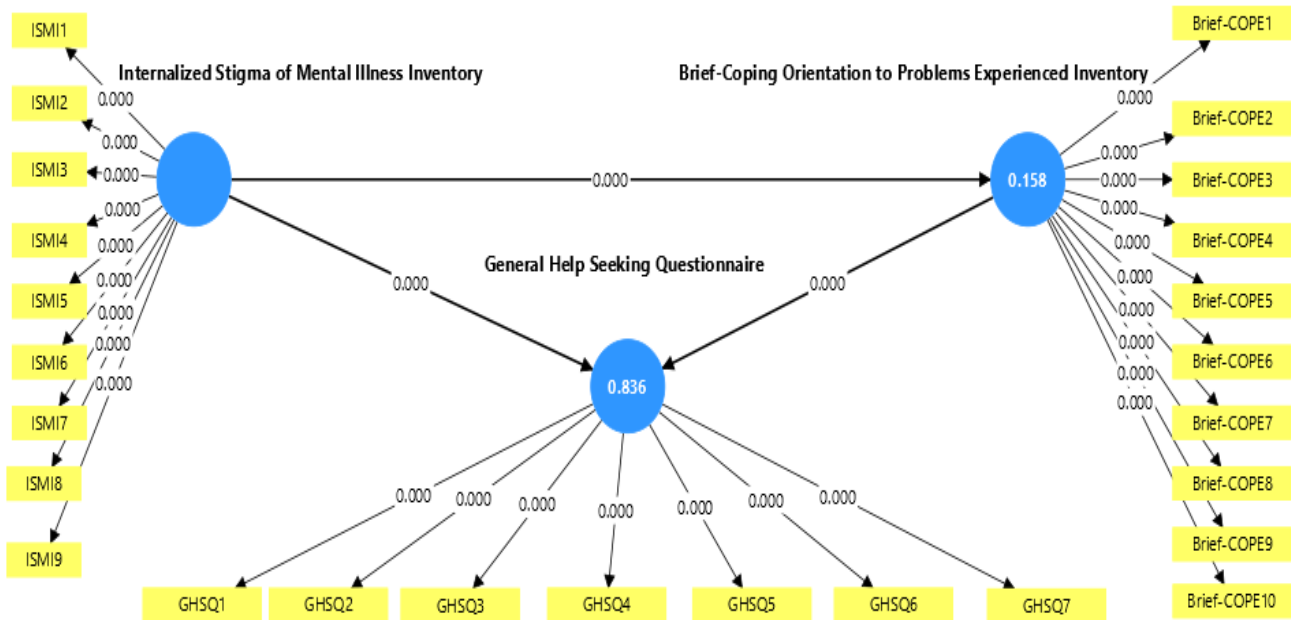 ISMI1
ISMI2
ISMI3
ISMI4
ISMI5
ISMI6
ISMI7
ISMI8
ISMI9
Internalized Stigma of Mental Illness Inventory
0.000
0.000
0.000
0.000
0.000
0.000
0.000
0.000
0.000
0.000
0.000
Brief-Coping Orientation to Problems Experienced Inventory
0.158
0.000
General Help Seeking Questionnaire
0.836
0.000
0.000
0.000
0.000
0.000
0.000
0.000
GHSQ1
GHSQ2
GHSQ3
GHSQ4
GHSQ5
GHSQ6
GHSQ7
0.000
0.000
0.000
0.000
0.000
0.000
0.000
0.000
0.000
0.000
Brief-COPE1
Brief-COPE2
Brief-COPE3
Brief-COPE4
Brief-COPE5
Brief-COPE6
Brief-COPE7
Brief-COPE8
Brief-COPE9
Brief-COPE10